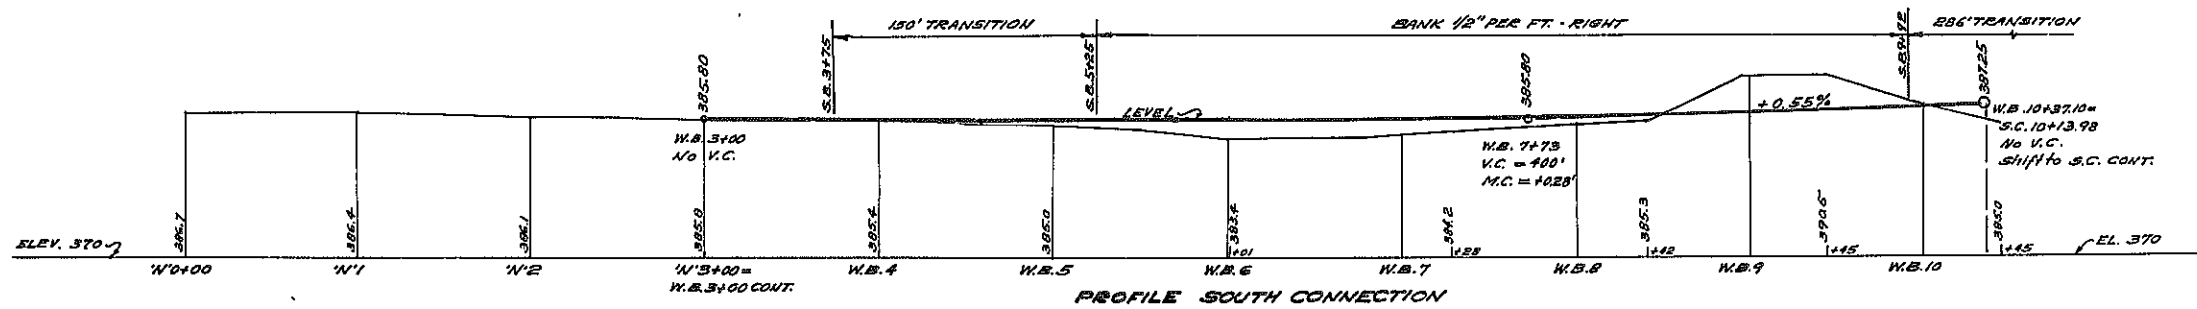 150' TRANSITION
BANK 1/2" PER FT. - RIGHT
286' TRANSITION
385.80
S.B. 3+75
S.B. 5+25
385.80
S.B. 9+92
387.25
LEVEL
+0.55%
W.B. 3+00
No V.C.
W.B. 7+73
V.C. = 400'
M.C. = +0.28'
W.B. 10+37.10=
S.C. 10+13.98
No V.C.
Shift to S.C. CONT.
ELEV. 370
386.7
386.4
386.1
385.8
385.4
385.0
383.4
+01
384.2
+28
385.3
+42
390.6
+45
385.0
+45
EL. 370
'N'0+00
'N'1
'N'2
'N'3+00=
W.B. 3+00 CONT.
W.B. 4
W.B. 5
W.B. 6
W.B. 7
W.B. 8
W.B. 9
W.B. 10
PROFILE SOUTH CONNECTION